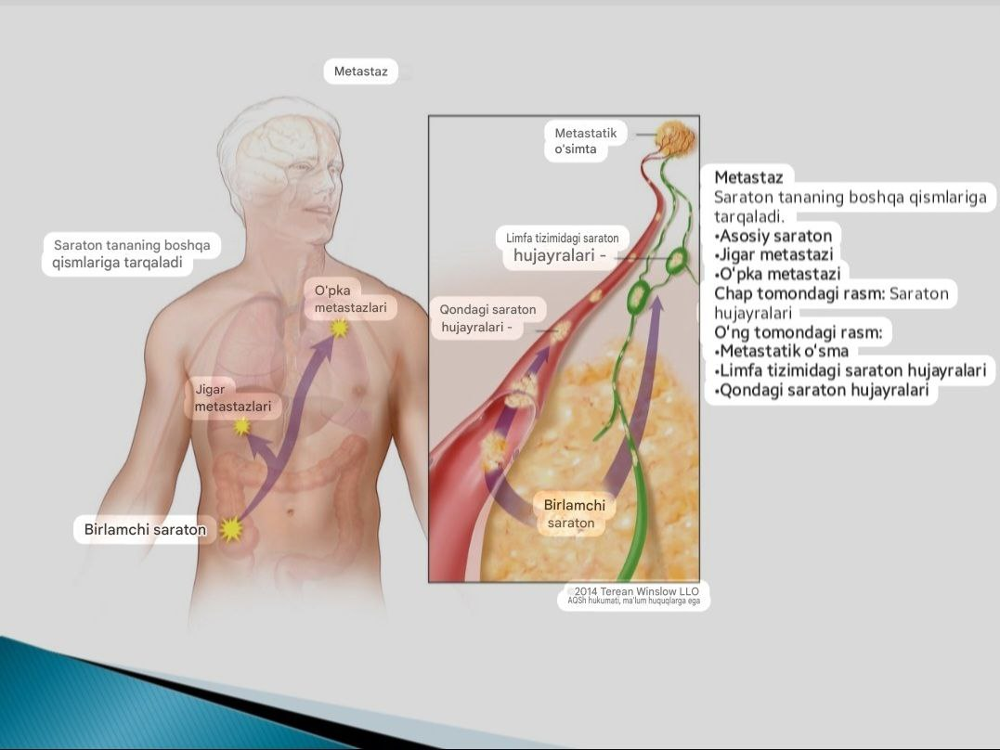 Metastaz
Saraton tananing boshqa
qismlariga tarqaladi
O'pka
metastazlari
Jigar
metastazlari
Birlamchi saraton
Metastatik
o'simta
Limfa tizimidagi saraton
hujayralari -
Qondagi saraton
hujayralari -
Birlamchi
saraton
2014 Terean Winslow LLO
AQSh hukumati, ma'lum huquqlarga ega
Metastaz
Saraton tananing boshqa qismlariga
tarqaladi.
•Asosiy saraton
•Jigar metastazi
•Oʻpka metastazi
Chap tomondagi rasm: Saraton
hujayralari
Oʻng tomondagi rasm:
•Metastatik oʻsma
•Limfa tizimidagi saraton hujayralari
•Qondagi saraton hujayralari